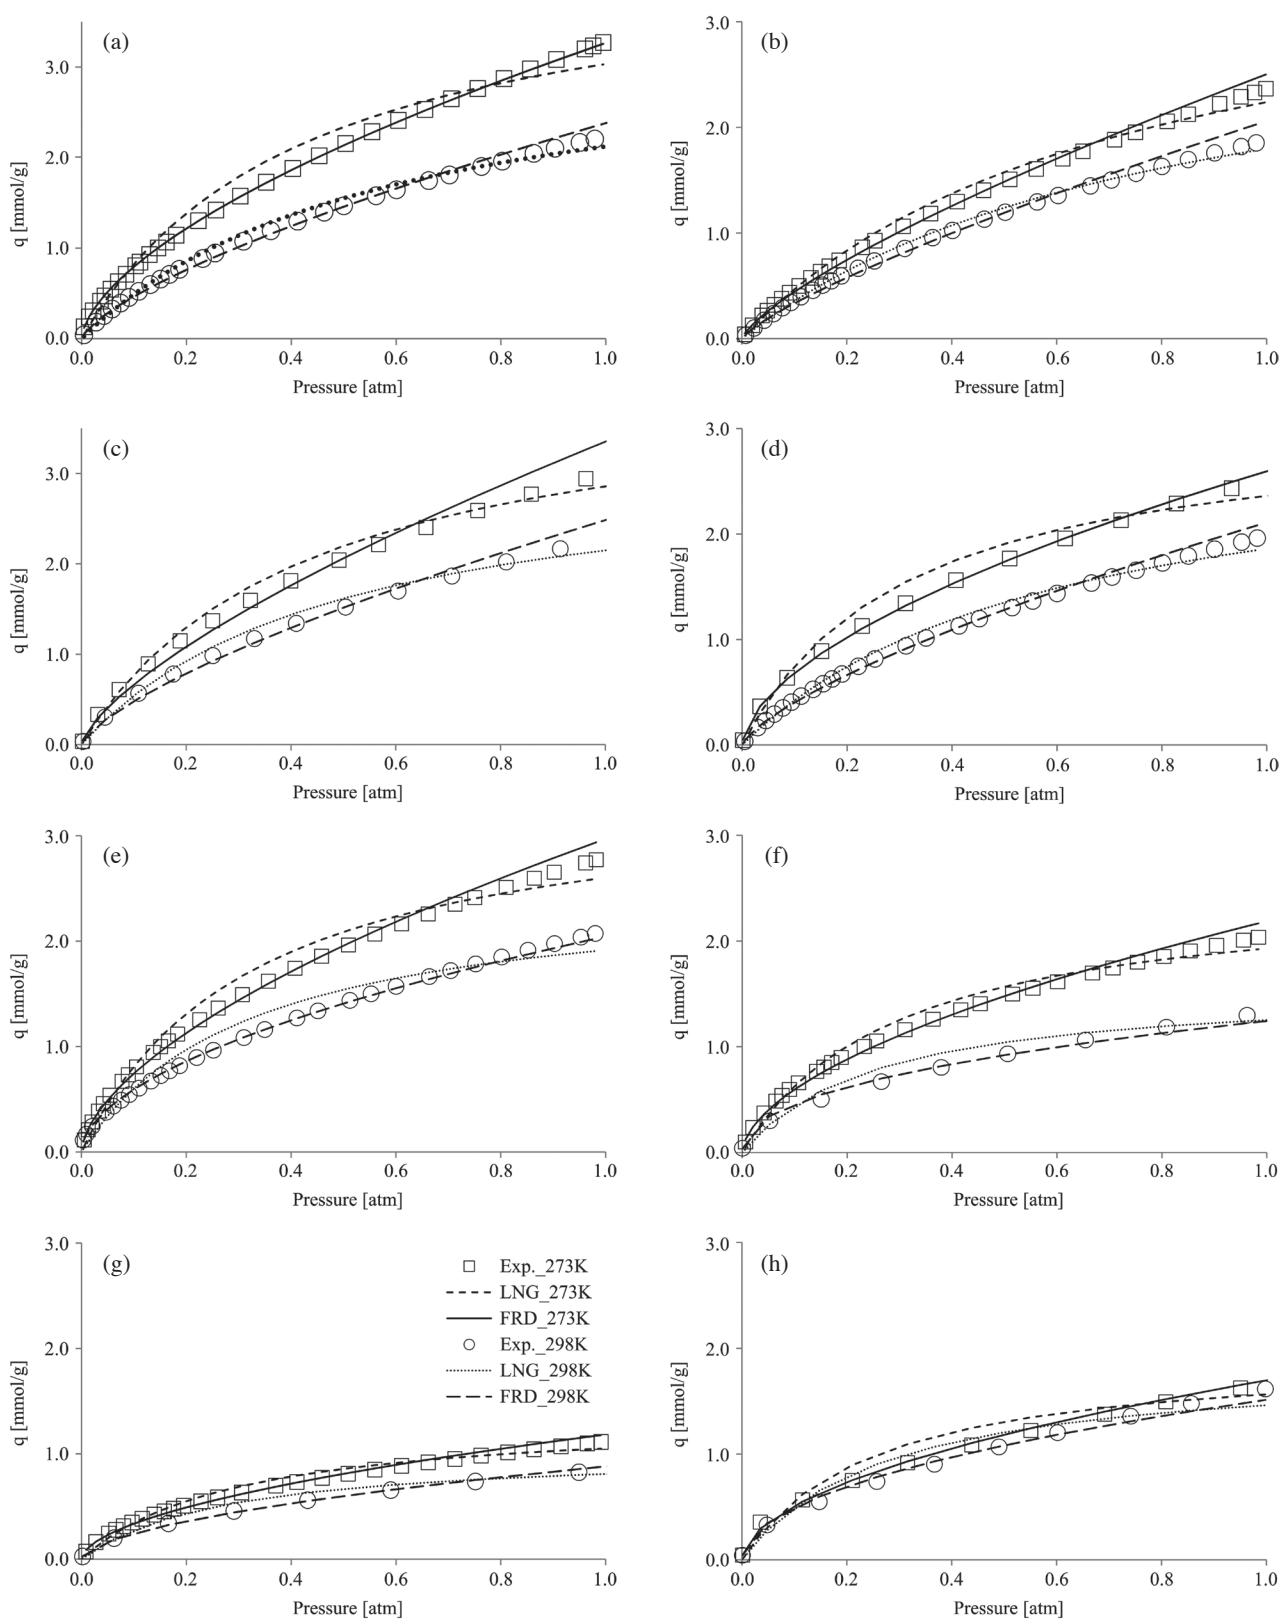 (a)
3.0
2.0
1.0
0.0
q [mmol/g]
0.0 0.2 0.4 0.6 0.8 1.0
Pressure [atm]
(b)
3.0
2.0
1.0
0.0
q [mmol/g]
0.0 0.2 0.4 0.6 0.8 1.0
Pressure [atm]
(c)
3.0
2.0
1.0
0.0
q [mmol/g]
0.0 0.2 0.4 0.6 0.8 1.0
Pressure [atm]
(d)
3.0
2.0
1.0
0.0
q [mmol/g]
0.0 0.2 0.4 0.6 0.8 1.0
Pressure [atm]
(e)
3.0
2.0
1.0
0.0
q [mmol/g]
0.0 0.2 0.4 0.6 0.8 1.0
Pressure [atm]
(f)
3.0
2.0
1.0
0.0
q [mmol/g]
0.0 0.2 0.4 0.6 0.8 1.0
Pressure [atm]
(g)
3.0
2.0
1.0
0.0
q [mmol/g]
Exp._273K
LNG_273K
FRD_273K
Exp._298K
LNG_298K
FRD_298K
0.0 0.2 0.4 0.6 0.8 1.0
Pressure [atm]
(h)
3.0
2.0
1.0
0.0
q [mmol/g]
0.0 0.2 0.4 0.6 0.8 1.0
Pressure [atm]